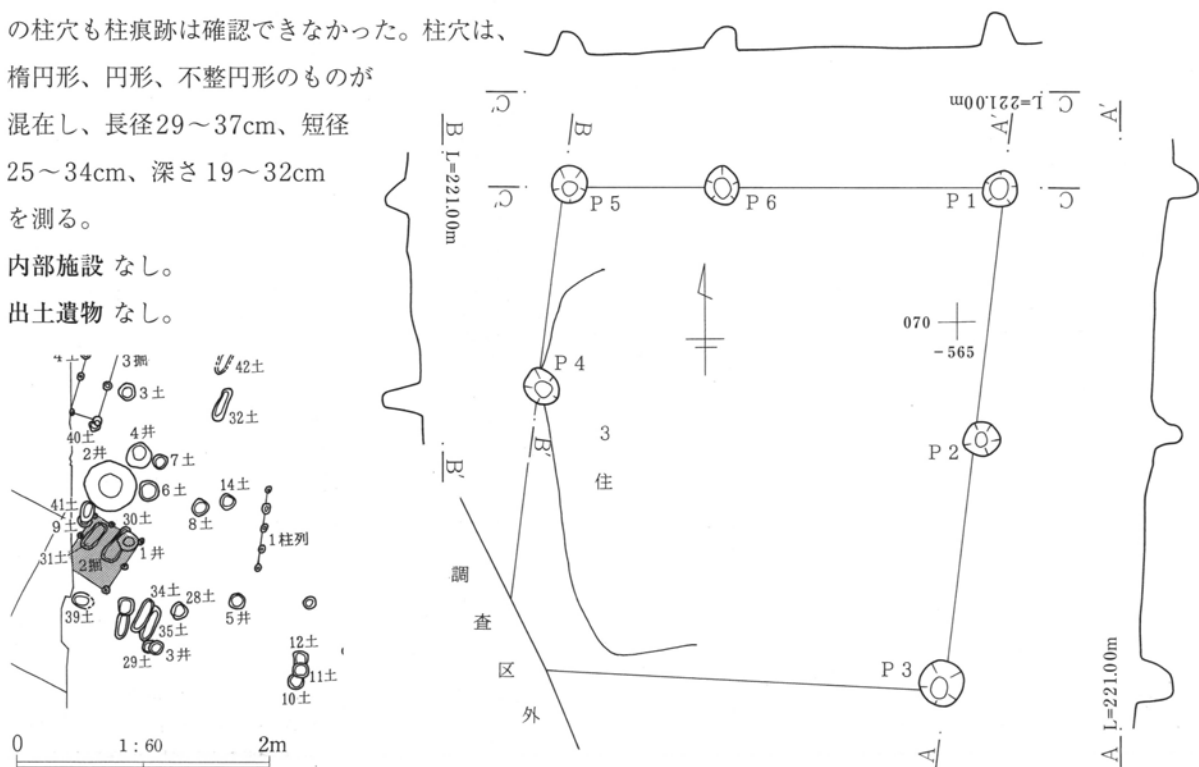 の柱穴も柱痕跡は確認できなかった。柱穴は、
楕円形、円形、不整円形のものが
混在し、長径29～37cm、短径
25～34cm、深さ19～32cm
を測る。
内部施設 なし。
出土遺物 なし。
C′
L=221.00m
C
A′
B
L=221.00m
B
A′
C′
P5
P6
P1
C
070
-565
P4
B′
B′
3
住
P2
調
査
区
外
P3
A
A
L=221.00m
4土
3掘
42土
3土
32土
40土
4井
2井
7土
6土
14土
41土
8土
9土
30土
1柱列
31土
2掘
1井
34土
28土
5井
39土
35土
29土
3井
12土
11土
10土
0
1:60
2m